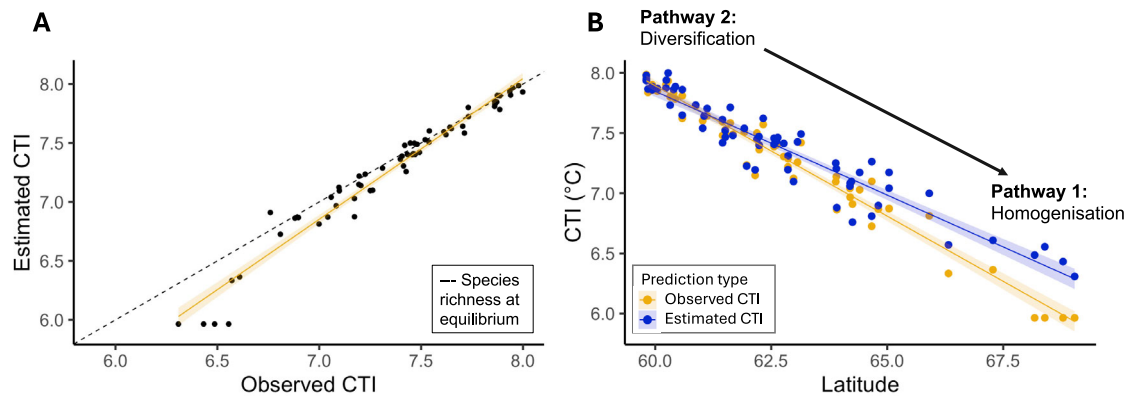 A
Estimated CTI
8.0
7.5
7.0
6.5
6.0
6.0
6.5
7.0
7.5
8.0
Observed CTI
Species
richness at
equilibrium
B
Pathway 2:
Diversification
Pathway 1:
Homogenisation
CTI (°C)
8.0
7.5
7.0
6.5
6.0
60.0
62.5
65.0
67.5
Latitude
Prediction type
Observed CTI
Estimated CTI